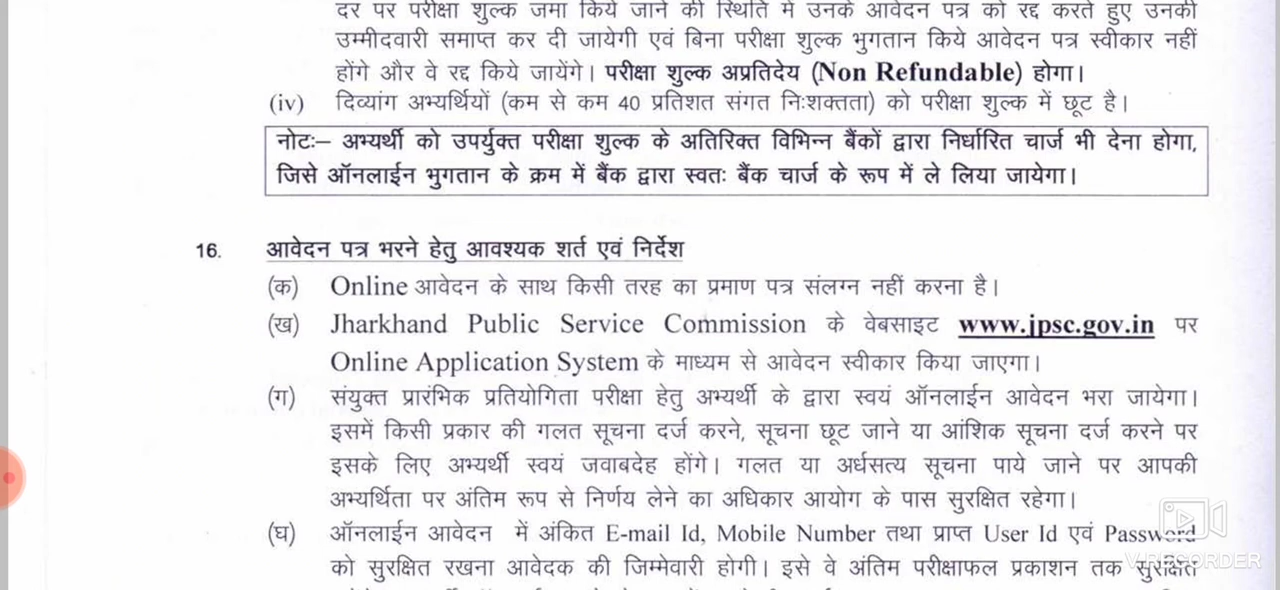 दर पर परीक्षा शुल्क जमा किये जाने की स्थिति में उनके आवेदन पत्र को रद्द करते हुए उनकी
उम्मीदवारी समाप्त कर दी जायेगी एवं बिना परीक्षा शुल्क भुगतान किये आवेदन पत्र स्वीकार नहीं
होंगे और वे रद्द किये जायेंगे। परीक्षा शुल्क अप्रतिदेय (Non Refundable) होगा।
(iv) दिव्यांग अभ्यर्थियों (कम से कम 40 प्रतिशत संगत निःशक्तता) को परीक्षा शुल्क में छूट है।
नोटः– अभ्यर्थी को उपर्युक्त परीक्षा शुल्क के अतिरिक्त विभिन्न बैंकों द्वारा निर्धारित चार्ज भी देना होगा,
जिसे ऑनलाईन भुगतान के क्रम में बैंक द्वारा स्वतः बैंक चार्ज के रूप में ले लिया जायेगा।
16. आवेदन पत्र भरने हेतु आवश्यक शर्त एवं निर्देश
(क) Online आवेदन के साथ किसी तरह का प्रमाण पत्र संलग्न नहीं करना है।
(ख) Jharkhand Public Service Commission के वेबसाइट www.jpsc.gov.in पर
Online Application System के माध्यम से आवेदन स्वीकार किया जाएगा।
(ग) संयुक्त प्रारंभिक प्रतियोगिता परीक्षा हेतु अभ्यर्थी के द्वारा स्वयं ऑनलाईन आवेदन भरा जायेगा।
इसमें किसी प्रकार की गलत सूचना दर्ज करने, सूचना छूट जाने या आंशिक सूचना दर्ज करने पर
इसके लिए अभ्यर्थी स्वयं जवाबदेह होंगे। गलत या अर्धसत्य सूचना पाये जाने पर आपकी
अभ्यर्थिता पर अंतिम रूप से निर्णय लेने का अधिकार आयोग के पास सुरक्षित रहेगा।
(घ) ऑनलाईन आवेदन में अंकित E-mail Id, Mobile Number तथा प्राप्त User Id एवं Password
को सुरक्षित रखना आवेदक की जिम्मेवारी होगी। इसे वे अंतिम परीक्षाफल प्रकाशन तक सुरक्षित
V.RECORDER